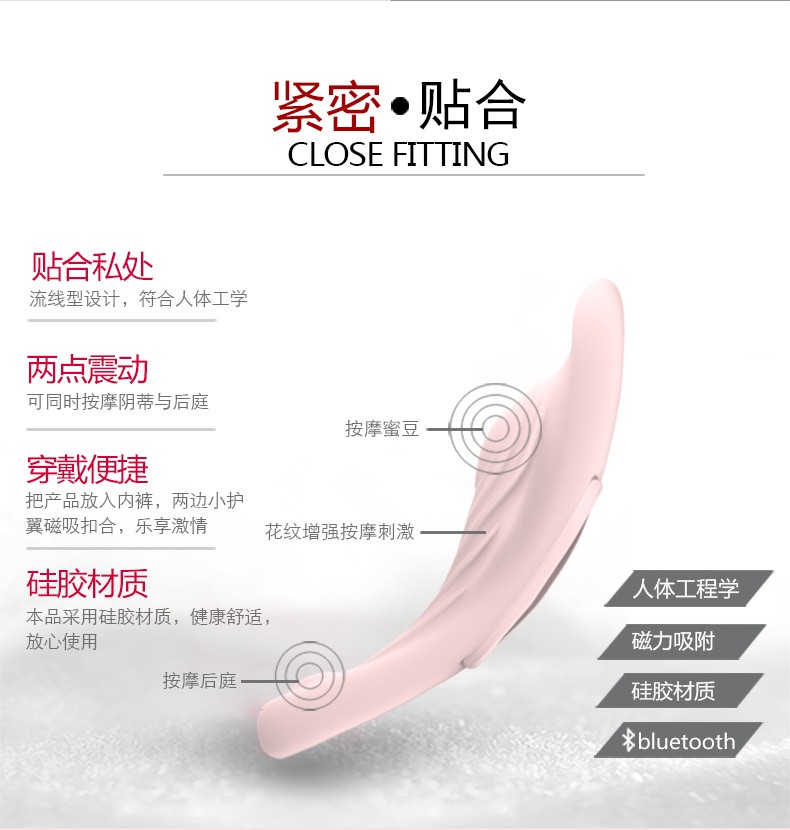 紧密·贴合
CLOSE FITTING
贴合私处
流线型设计，符合人体工学
两点震动
可同时按摩阴蒂与后庭
穿戴便捷
把产品放入内裤，两边小护
翼磁吸扣合，乐享激情
硅胶材质
本品采用硅胶材质，健康舒适，
放心使用
按摩蜜豆
花纹增强按摩刺激
按摩后庭
人体工程学
磁力吸附
硅胶材质
bluetooth